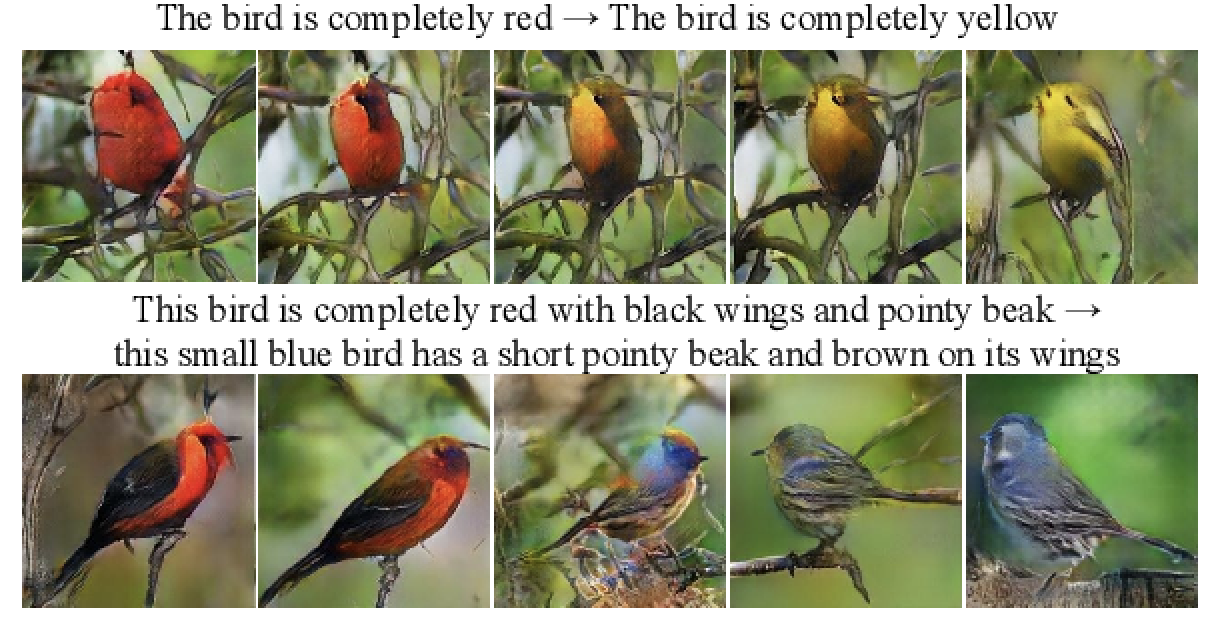 The bird is completely red → The bird is completely yellow
This bird is completely red with black wings and pointy beak →
this small blue bird has a short pointy beak and brown on its wings